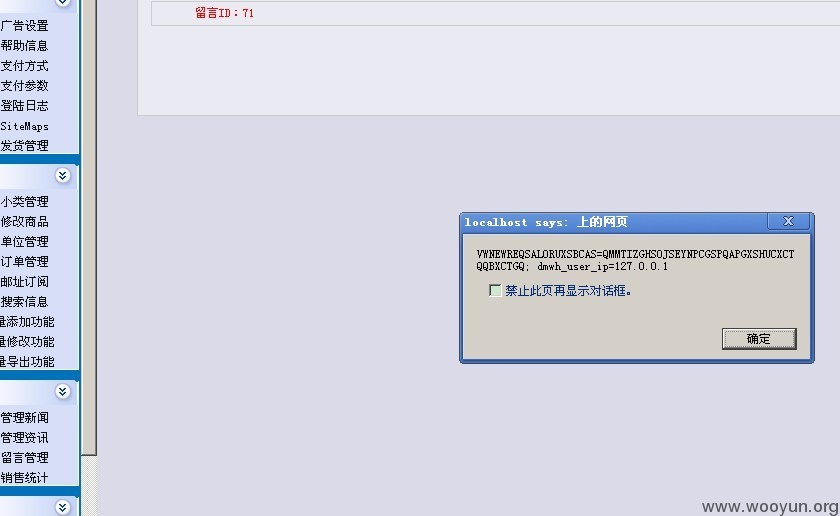 留言ID：71
广告设置
帮助信息
支付方式
支付参数
登陆日志
SiteMaps
发货管理
小类管理
修改商品
单位管理
订单管理
邮址订阅
搜索信息
量添加功能
量修改功能
量导出功能
管理新闻
管理资讯
留言管理
销售统计
localhost says: 上的网页
VWNEWREQSALORUXSBCAS=QMMTIZGHSOJSEYNPCGSPQAPGXSHUCXCT
QQBXCTGQ; dmwh_user_ip=127.0.0.1
禁止此页再显示对话框。
确定
www.wooyun.org